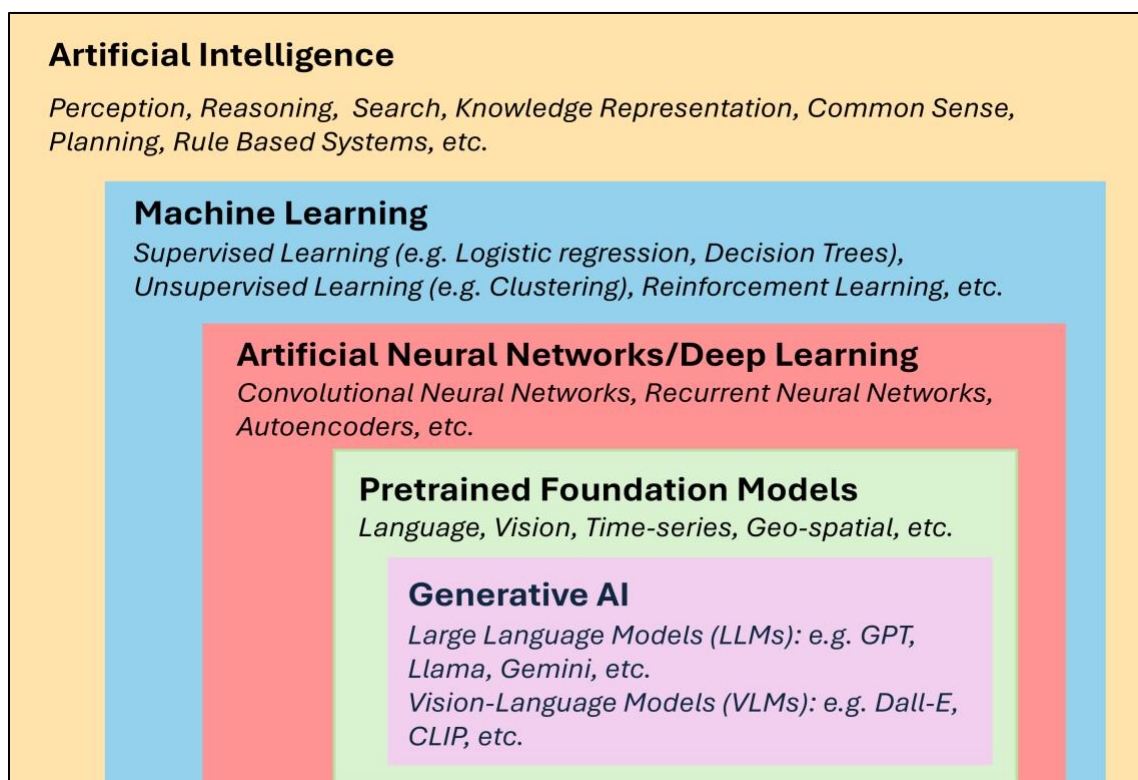 Artificial Intelligence
Perception, Reasoning, Search, Knowledge Representation, Common Sense,
Planning, Rule Based Systems, etc.
Machine Learning
Supervised Learning (e.g. Logistic regression, Decision Trees),
Unsupervised Learning (e.g. Clustering), Reinforcement Learning, etc.
Artificial Neural Networks/Deep Learning
Convolutional Neural Networks, Recurrent Neural Networks,
Autoencoders, etc.
Pretrained Foundation Models
Language, Vision, Time-series, Geo-spatial, etc.
Generative AI
Large Language Models (LLMs): e.g. GPT,
Llama, Gemini, etc.
Vision-Language Models (VLMs): e.g. Dall-E,
CLIP, etc.